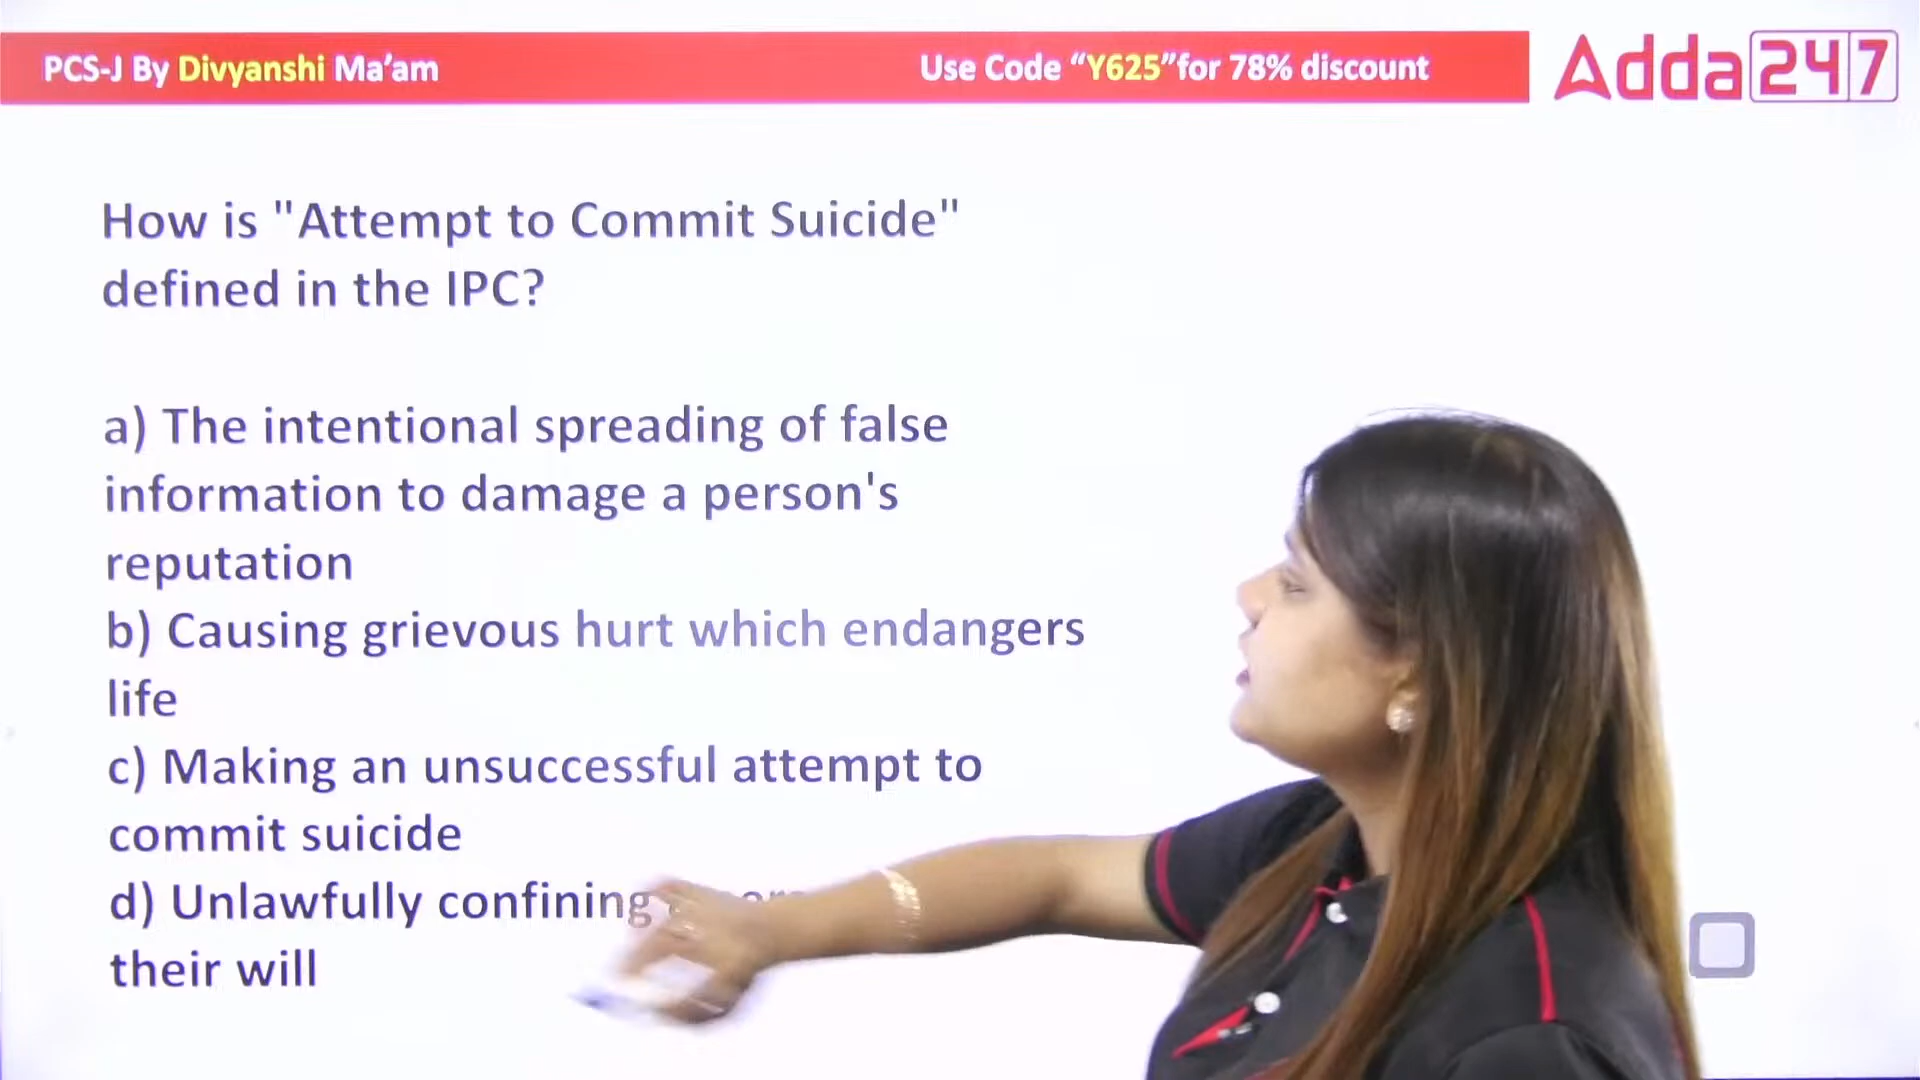 PCS-J By Divyanshi Ma’am
Use Code “Y625”for 78% discount
Adda247
How is "Attempt to Commit Suicide"
defined in the IPC?
a) The intentional spreading of false
information to damage a person's
reputation
b) Causing grievous hurt which endangers
life
c) Making an unsuccessful attempt to
commit suicide
d) Unlawfully confining
their will